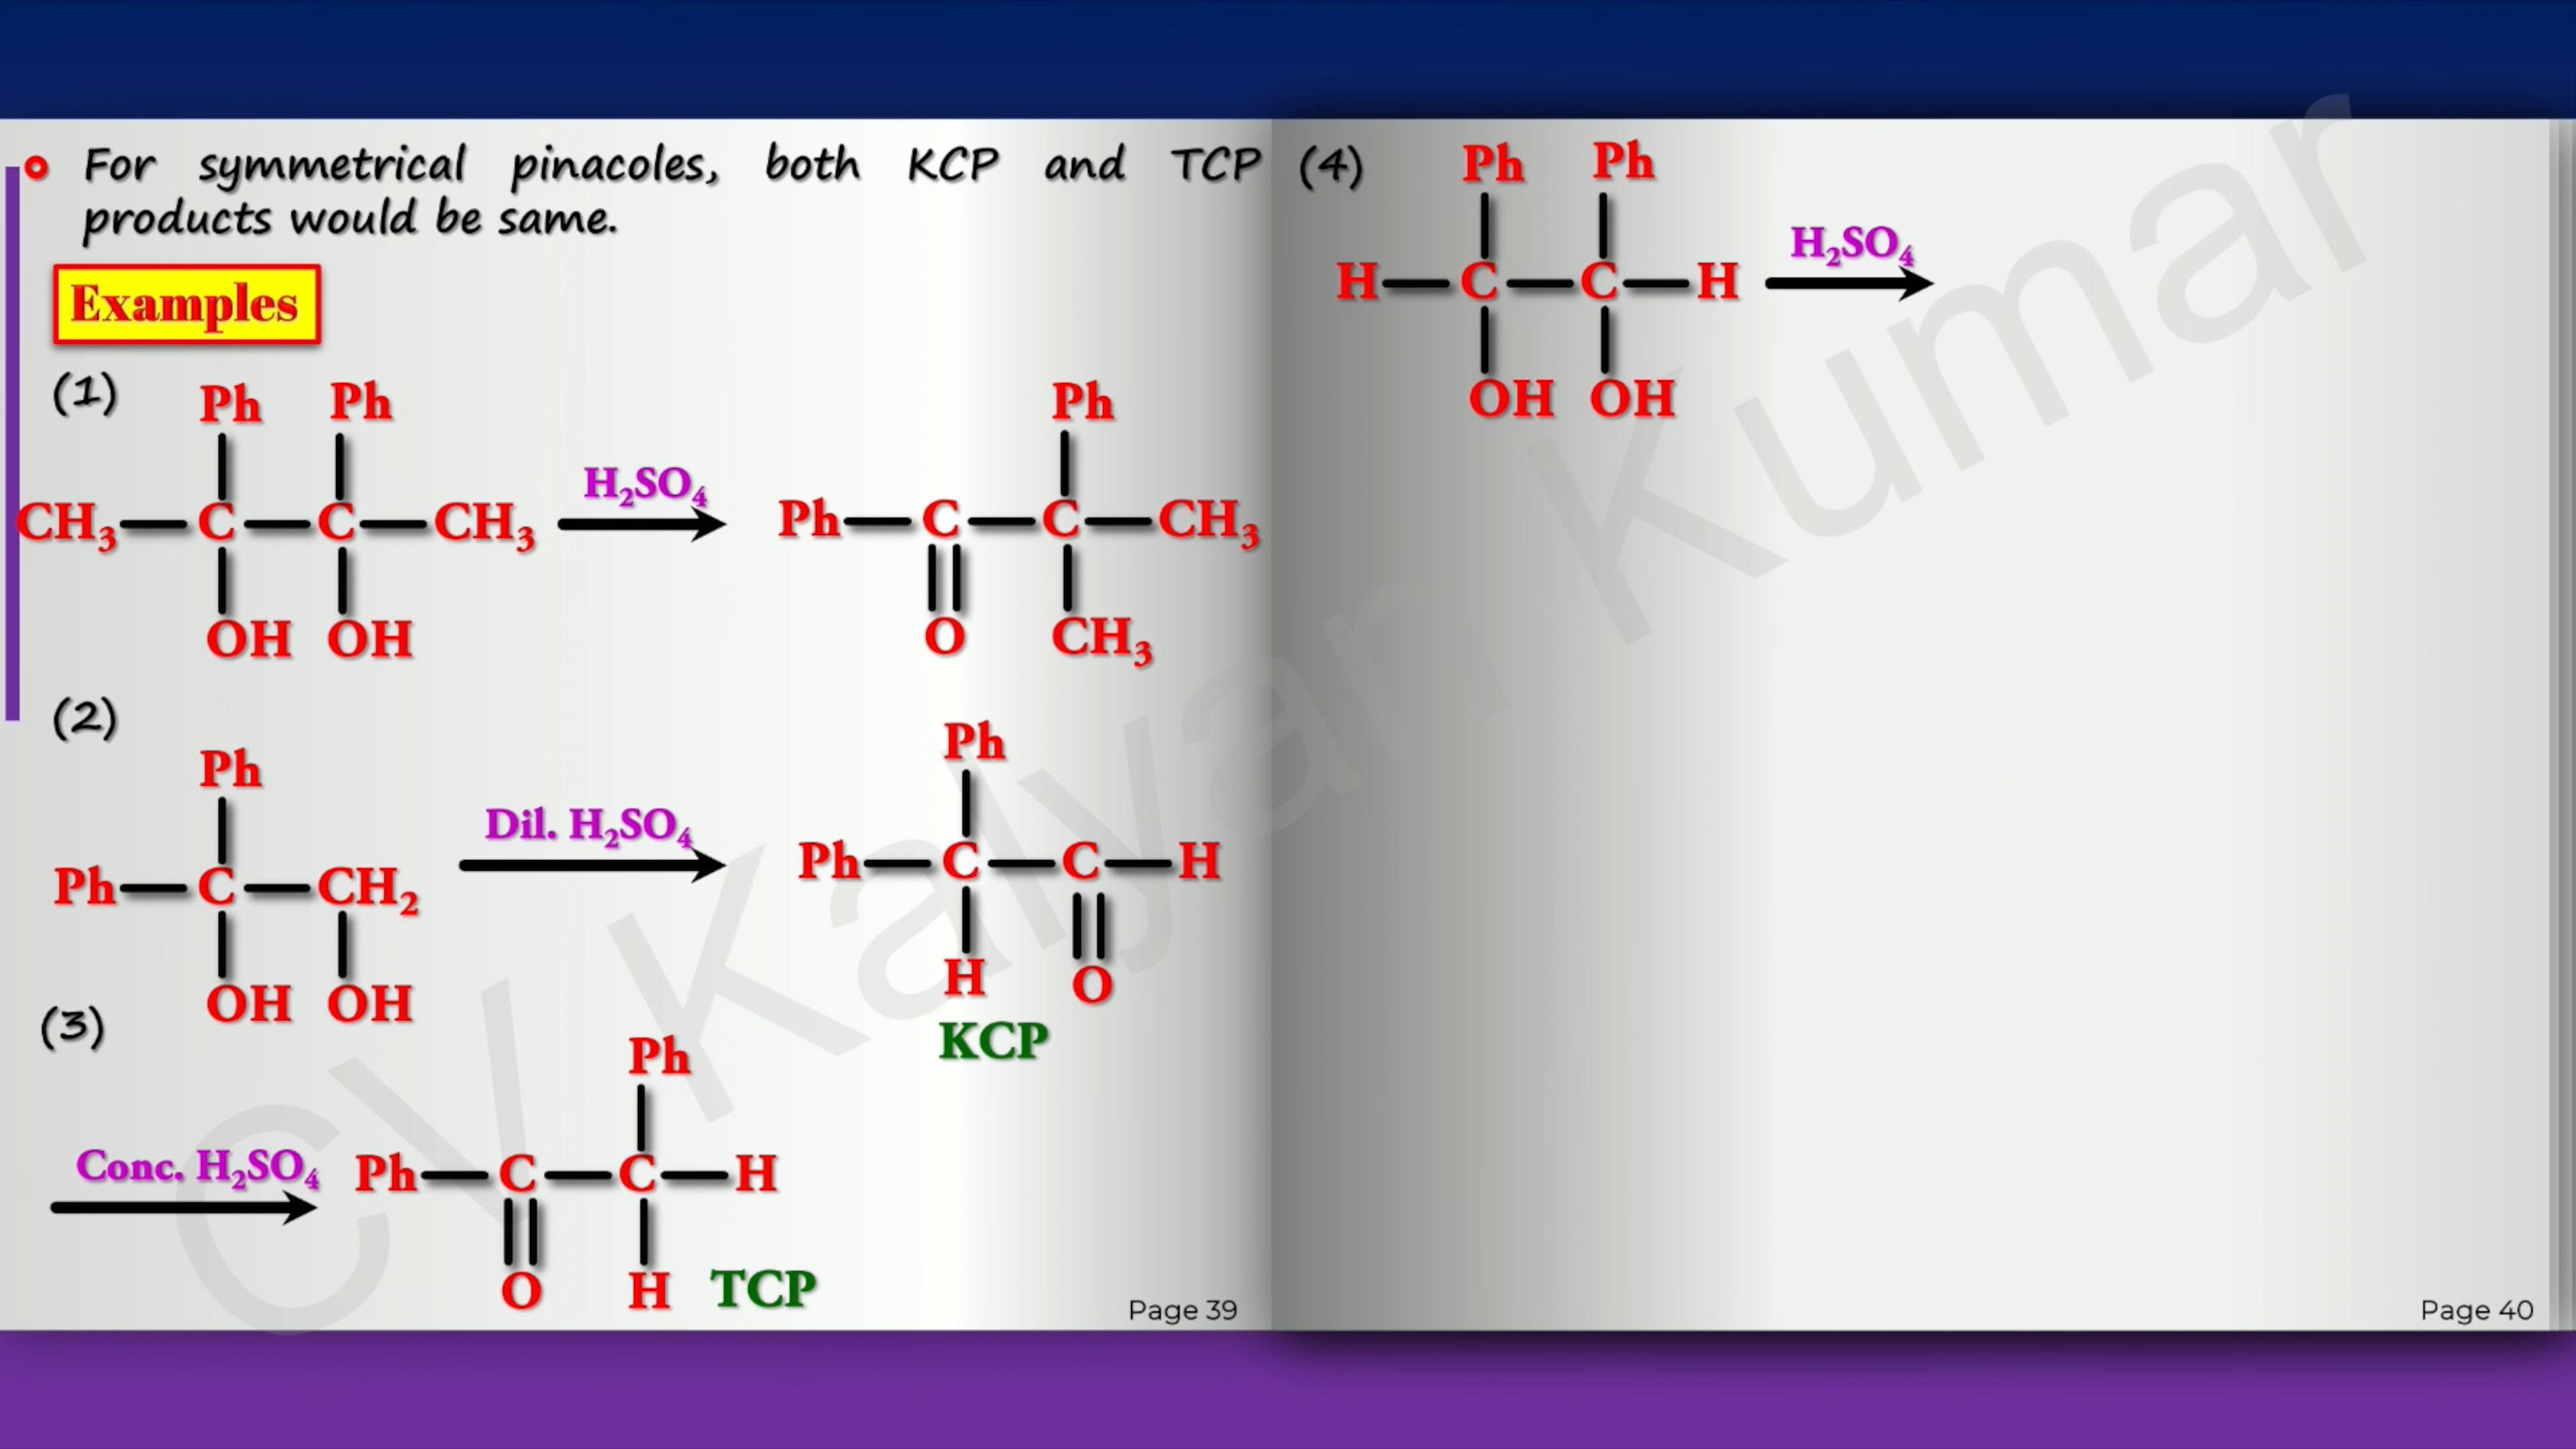 For symmetrical pinacoles, both KCP and TCP
products would be same.
Examples
(1)
Ph Ph
CH₃—C—C—CH₃
OH OH
H₂SO₄
Ph
Ph—C—C—CH₃
O CH₃
(2)
Ph
Ph—C—CH₂
OH OH
Dil. H₂SO₄
Ph
Ph—C—C—H
H O
KCP
(3)
Conc. H₂SO₄
Ph
Ph—C—C—H
O H
TCP
Page 39
(4)
Ph Ph
H—C—C—H
OH OH
H₂SO₄
Page 40
CV Kalyan Kumar